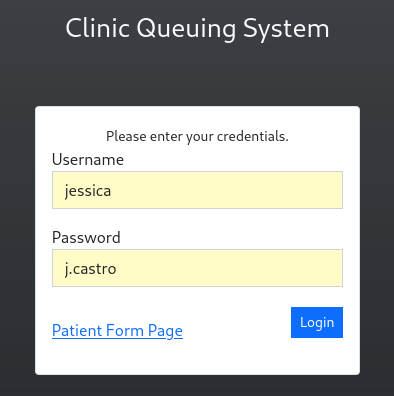 Clinic Queuing System
Please enter your credentials.
Username
jessica
Password
j.castro
Login
Patient Form Page